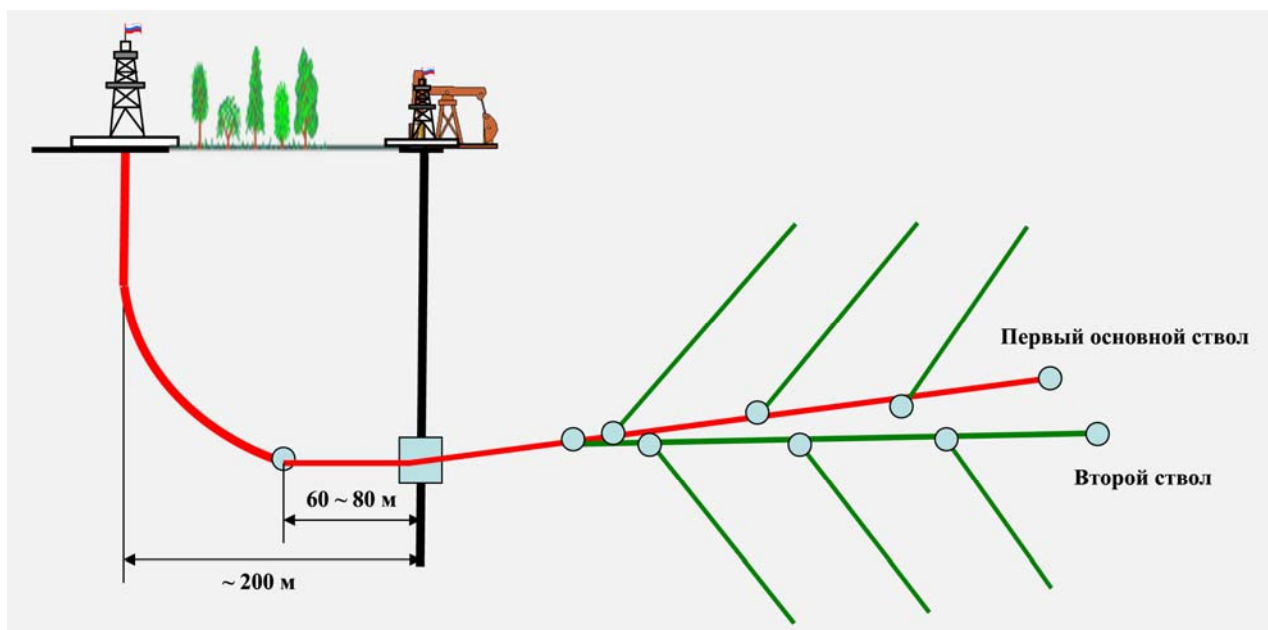 Первый основной ствол
Второй ствол
60 ~ 80 м
~ 200 м